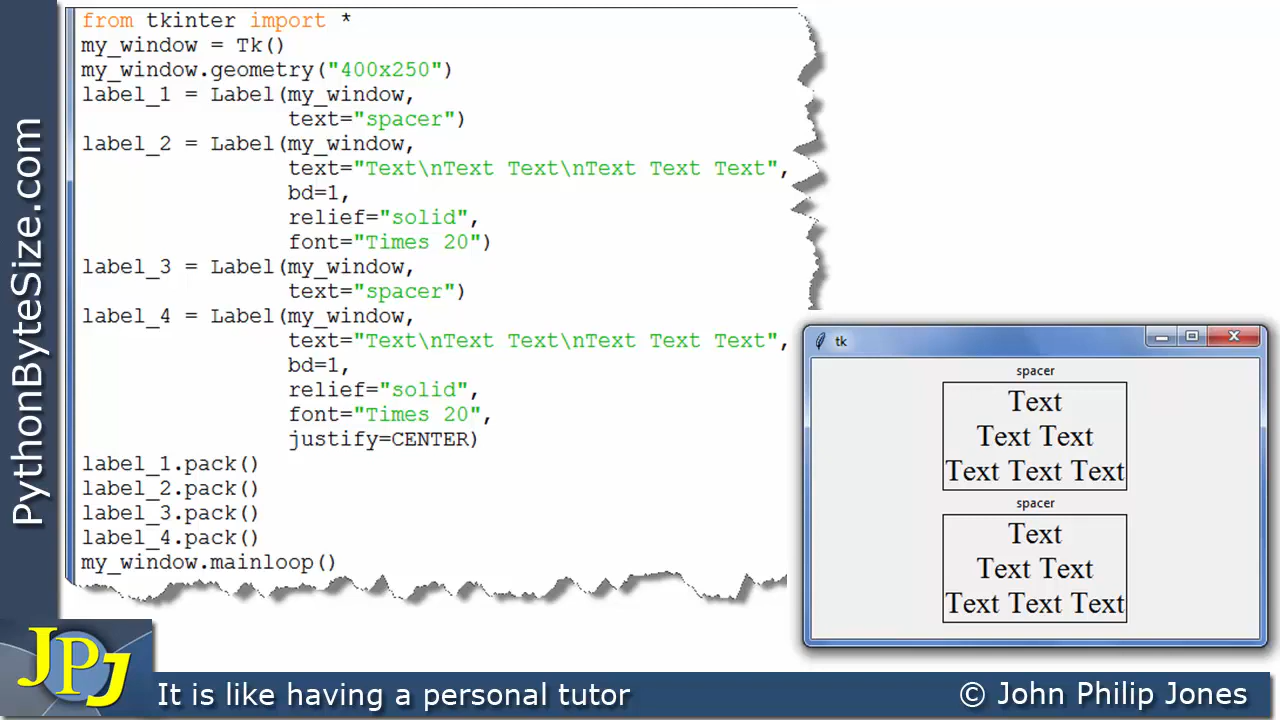 PythonByteSize.com
from tkinter import *
my_window = Tk()
my_window.geometry("400x250")
label_1 = Label(my_window,
text="spacer")
label_2 = Label(my_window,
text="Text\nText Text\nText Text Text",
bd=1,
relief="solid",
font="Times 20")
label_3 = Label(my_window,
text="spacer")
label_4 = Label(my_window,
text="Text\nText Text\nText Text Text",
bd=1,
relief="solid",
font="Times 20",
justify=CENTER)
label_1.pack()
label_2.pack()
label_3.pack()
label_4.pack()
my_window.mainloop()
tk
spacer
Text
Text Text
Text Text Text
spacer
Text
Text Text
Text Text Text
JPJ
It is like having a personal tutor
© John Philip Jones